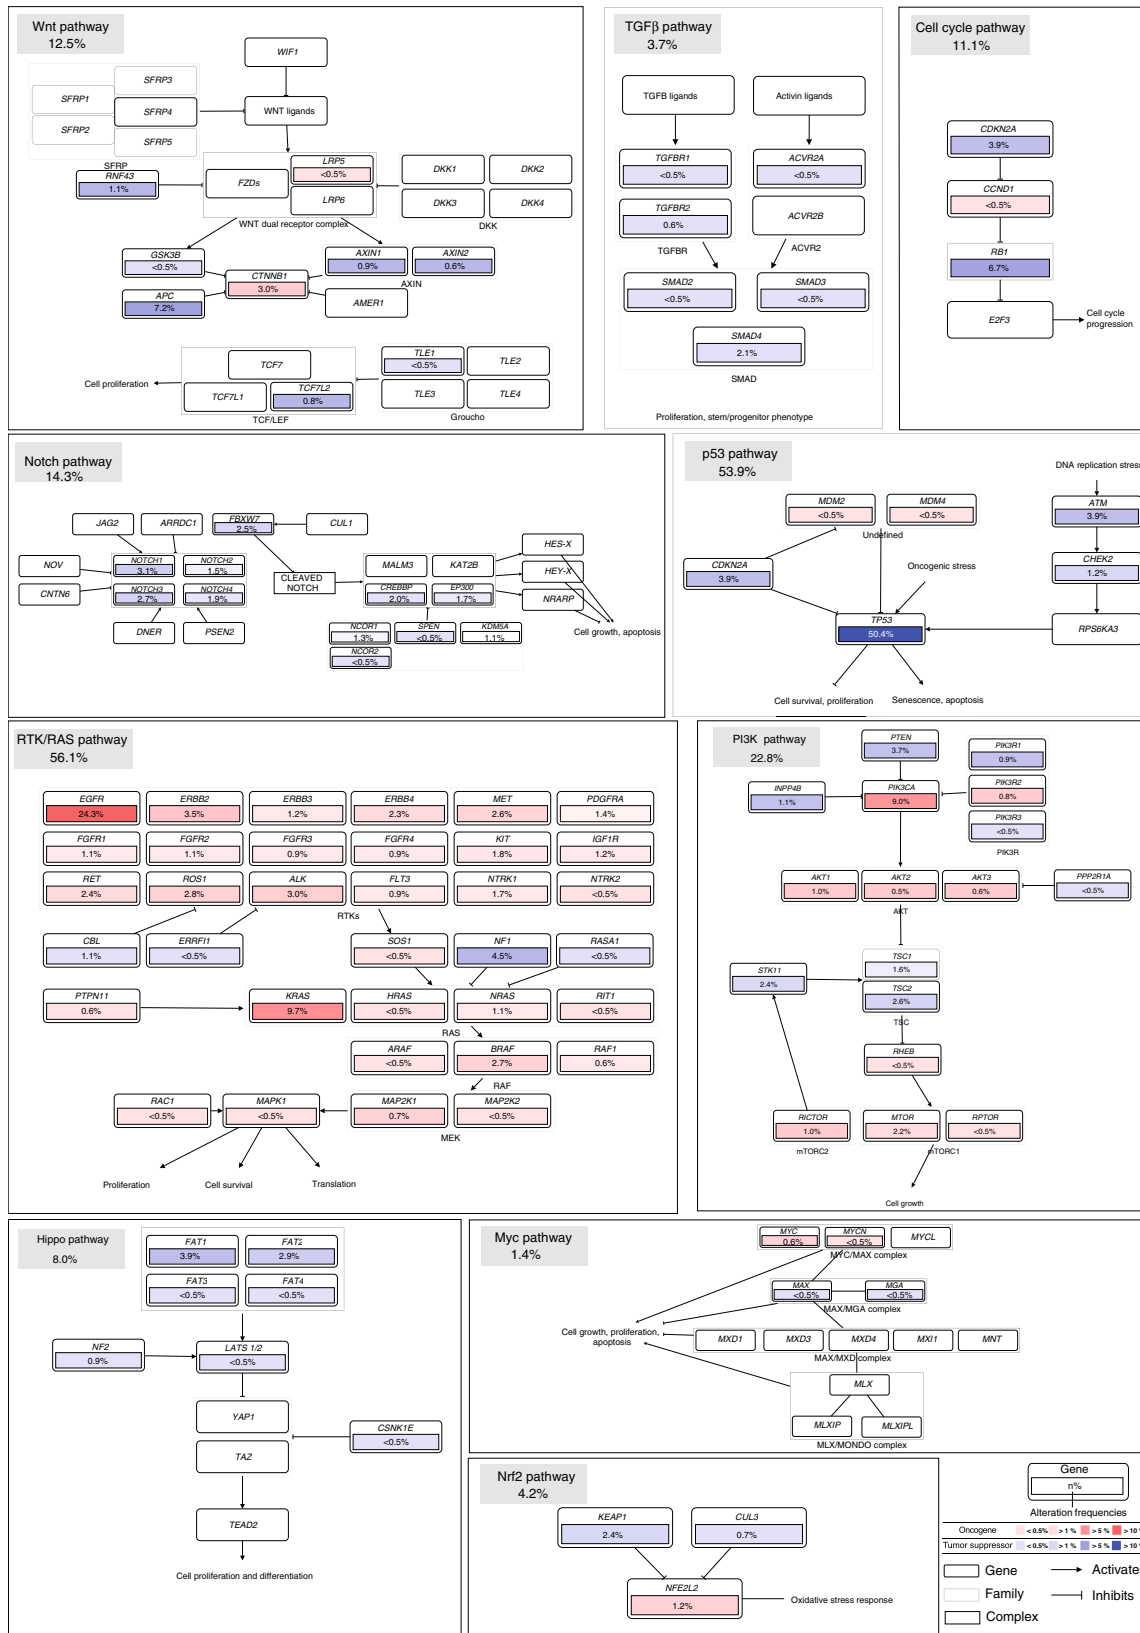 Wnt pathway
12.5%
WIF1
SFRP3
SFRP1
SFRP4
WNT ligands
SFRP2
SFRP5
SFRP
RNF43
1.1%
FZDs
LRP5
<0.5%
LRP6
WNT dual receptor complex
DKK1
DKK2
DKK3
DKK4
DKK
GSK3B
<0.5%
AXIN1
0.9%
AXIN2
0.6%
AXIN
CTNNB1
3.0%
APC
7.2%
AMER1
TCF7
TLE1
<0.5%
TLE2
Cell proliferation
TCF7L1
TCF7L2
0.8%
TLE3
TLE4
TCF/LEF
Groucho
TGFβ pathway
3.7%
TGFB ligands
Activin ligands
TGFBR1
<0.5%
ACVR2A
<0.5%
TGFBR2
0.6%
ACVR2B
TGFBR
ACVR2
SMAD2
<0.5%
SMAD3
<0.5%
SMAD4
2.1%
SMAD
Proliferation, stem/progenitor phenotype
Cell cycle pathway
11.1%
CDKN2A
3.9%
CCND1
<0.5%
RB1
6.7%
E2F3
Cell cycle
progression
Notch pathway
14.3%
JAG2
ARRDC1
FBXW7
2.5%
CUL1
NOV
NOTCH1
3.1%
NOTCH2
1.5%
CNTN6
NOTCH3
2.7%
NOTCH4
1.9%
DNER
PSEN2
CLEAVED
NOTCH
MALM3
KAT2B
CREBBP
2.0%
EP300
1.7%
HES-X
HEY-X
NRARP
NCOR1
1.3%
SPEN
<0.5%
KDM5A
1.1%
NCOR2
<0.5%
Cell growth, apoptosis
p53 pathway
53.9%
DNA replication stress
MDM2
<0.5%
MDM4
<0.5%
Undefined
ATM
3.9%
CDKN2A
3.9%
Oncogenic stress
CHEK2
1.2%
TP53
50.4%
RPS6KA3
Cell survival, proliferation
Senescence, apoptosis
RTK/RAS pathway
56.1%
EGFR
24.3%
ERBB2
3.5%
ERBB3
1.2%
ERBB4
2.3%
MET
2.6%
PDGFRA
1.4%
FGFR1
1.1%
FGFR2
1.1%
FGFR3
0.9%
FGFR4
0.9%
KIT
1.8%
IGF1R
1.2%
RET
2.4%
ROS1
2.8%
ALK
3.0%
FLT3
0.9%
NTRK1
1.7%
NTRK2
<0.5%
RTKs
CBL
1.1%
ERRFI1
<0.5%
SOS1
<0.5%
NF1
4.5%
RASA1
<0.5%
PTPN11
0.6%
KRAS
9.7%
HRAS
<0.5%
NRAS
1.1%
RIT1
<0.5%
RAS
ARAF
<0.5%
BRAF
2.7%
RAF1
0.6%
RAF
RAC1
<0.5%
MAPK1
<0.5%
MAP2K1
0.7%
MAP2K2
<0.5%
MEK
Proliferation
Cell survival
Translation
PI3K pathway
22.8%
PTEN
3.7%
PIK3R1
0.9%
INPP4B
1.1%
PIK3CA
9.0%
PIK3R2
0.8%
PIK3R3
<0.5%
PIK3R
AKT1
1.0%
AKT2
0.5%
AKT3
0.6%
PPP2R1A
<0.5%
AKT
STK11
2.4%
TSC1
1.6%
TSC2
2.6%
TSC
RHEB
<0.5%
RICTOR
1.0%
MTOR
2.2%
RPTOR
<0.5%
mTORC2
mTORC1
Cell growth
Hippo pathway
8.0%
FAT1
3.9%
FAT2
2.9%
FAT3
<0.5%
FAT4
<0.5%
NF2
0.9%
LATS 1/2
<0.5%
YAP1
TAZ
CSNK1E
<0.5%
TEAD2
Cell proliferation and differentiation
Myc pathway
1.4%
MYC
0.6%
MYCN
<0.5%
MYCL
MYC/MAX complex
MAX
<0.5%
MGA
<0.5%
MAX/MGA complex
Cell growth, proliferation,
apoptosis
MXD1
MXD3
MXD4
MXI1
MNT
MAX/MXD complex
MLX
MLXIP
MLXIPL
MLX/MONDO complex
Nrf2 pathway
4.2%
KEAP1
2.4%
CUL3
0.7%
NFE2L2
1.2%
Oxidative stress response
Gene
n%
Alteration frequencies
Oncogene < 0.5% > 1 % > 5 % > 10 %
Tumor suppressor < 0.5% > 1 % > 5 % > 10 %
Gene Activates
Family Inhibits
Complex